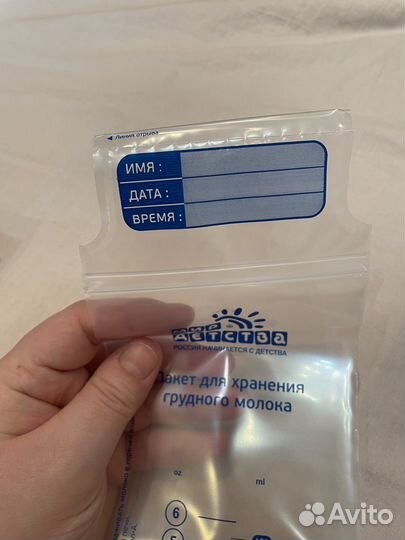 ◄ Линия отрыва
ИМЯ :
ДАТА :
ВРЕМЯ :
МИР
ДЕТСТВА
РОССИЯ НАЧИНАЕТСЯ С ДЕТСТВА
Пакет для хранения
грудного молока
oz ml
6
5
Avito